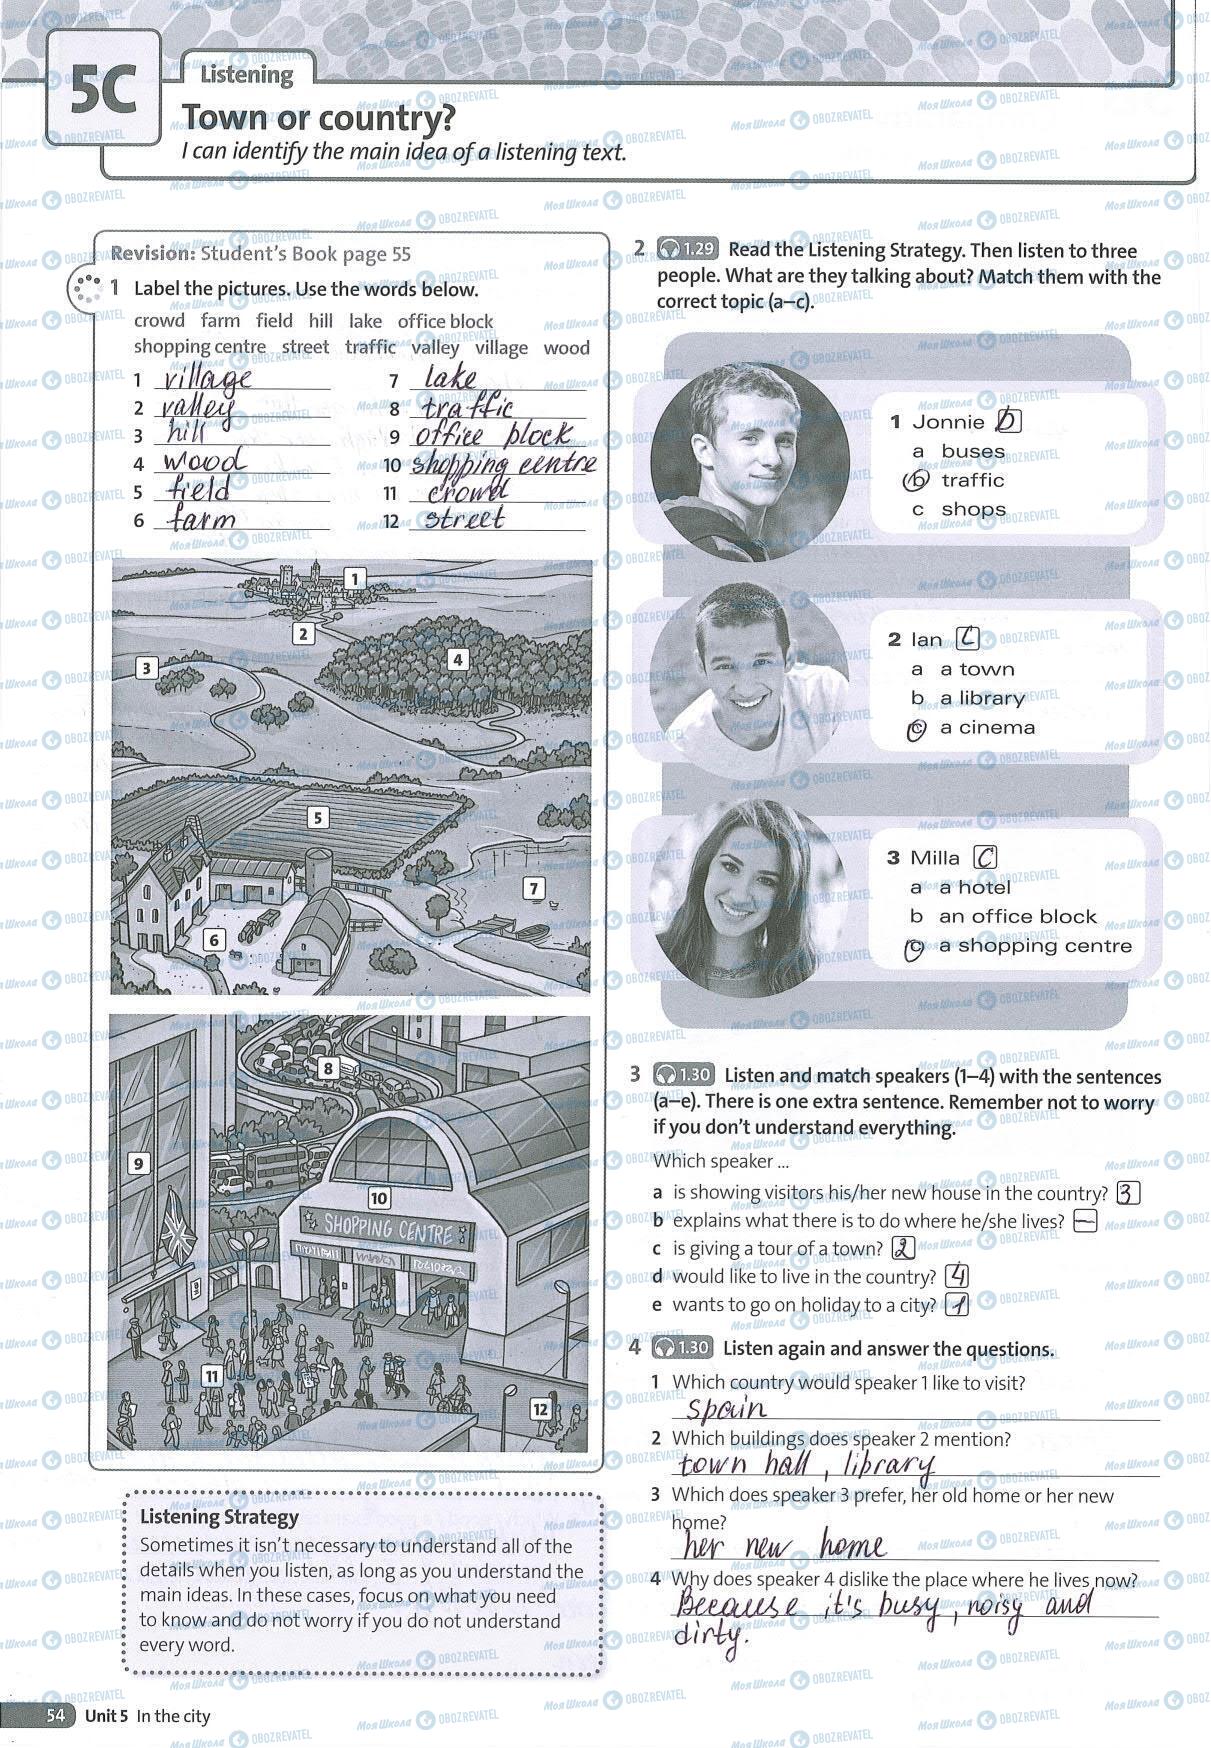 5C
Listening
Town or country?
I can identify the main idea of a listening text.
Revision: Student's Book page 55
1 Label the pictures. Use the words below.
crowd farm field hill lake office block
shopping centre street traffic valley village wood
1 village
2 valley
3 hill
4 wood
5 field
6 farm
7 lake
8 traffic
9 office block
10 shopping centre
11 crowd
12 street
1
2
3
4
5
6
7
8
9
10
SHOPPING CENTRE
11
12
Listening Strategy
Sometimes it isn't necessary to understand all of the
details when you listen, as long as you understand the
main ideas. In these cases, focus on what you need
to know and do not worry if you do not understand
every word.
2 1.29 Read the Listening Strategy. Then listen to three
people. What are they talking about? Match them with the
correct topic (a–c).
1 Jonnie b
a buses
b traffic
c shops
2 Ian c
a a town
b a library
c a cinema
3 Milla c
a a hotel
b an office block
c a shopping centre
3 1.30 Listen and match speakers (1–4) with the sentences
(a–e). There is one extra sentence. Remember not to worry
if you don't understand everything.
Which speaker ...
a is showing visitors his/her new house in the country? 3
b explains what there is to do where he/she lives? —
c is giving a tour of a town? 2
d would like to live in the country? 4
e wants to go on holiday to a city? 1
4 1.30 Listen again and answer the questions.
1 Which country would speaker 1 like to visit?
Spain
2 Which buildings does speaker 2 mention?
town hall, library
3 Which does speaker 3 prefer, her old home or her new
home?
her new home
4 Why does speaker 4 dislike the place where he lives now?
Because it's busy, noisy and
dirty.
54 Unit 5 In the city
Моя Школа OBOZREVATEL